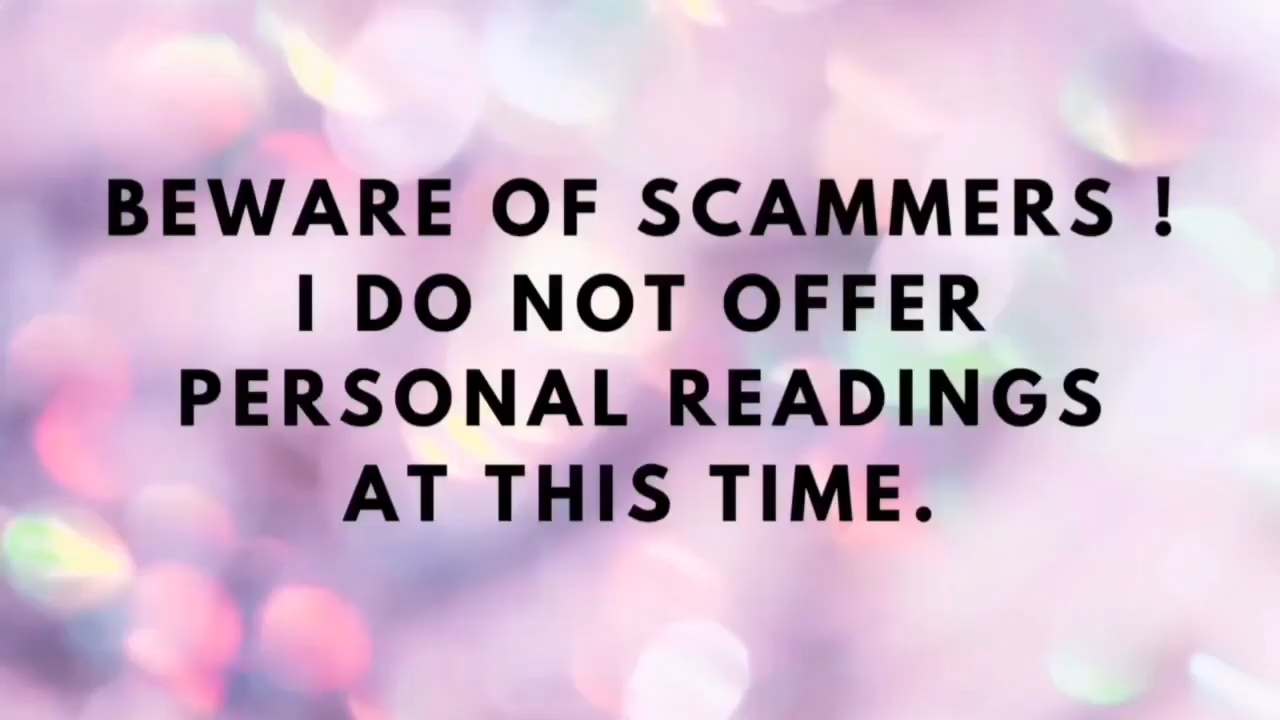 BEWARE OF SCAMMERS !
I DO NOT OFFER
PERSONAL READINGS
AT THIS TIME.